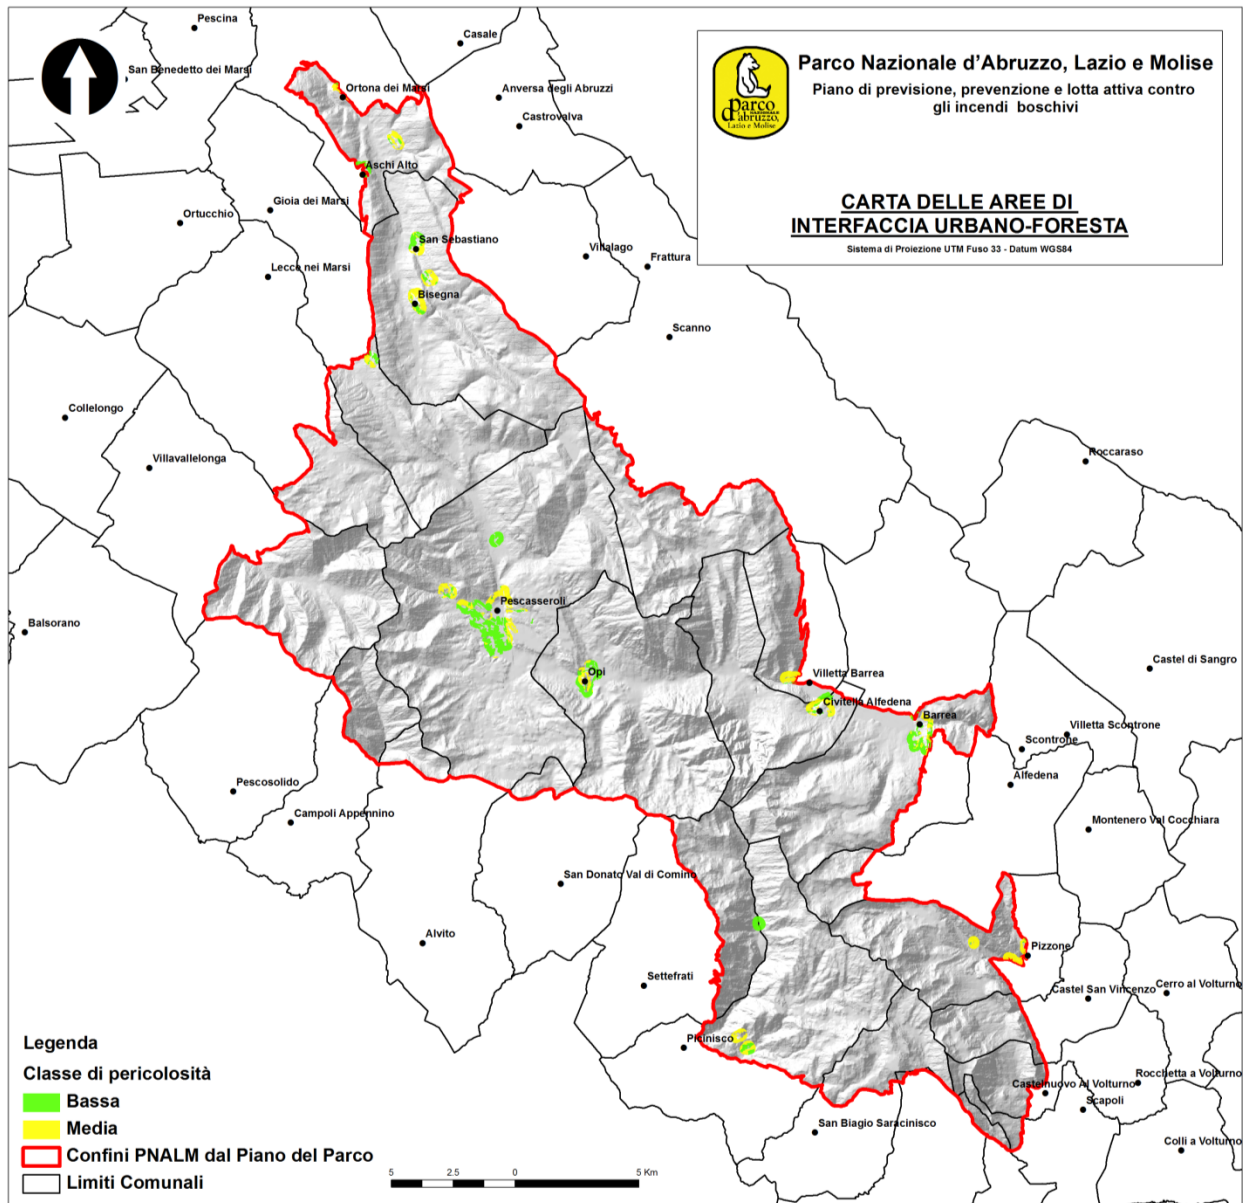 Pescina
Casale
San Benedetto dei Marsi
Ortona dei Marsi
Anversa degli Abruzzi
Castrovalva
Parco Nazionale d'Abruzzo, Lazio e Molise
Piano di previsione, prevenzione e lotta attiva contro
gli incendi boschivi
Parco
NAZIONALE
d'abruzzo,
Lazio e Molise
CARTA DELLE AREE DI
INTERFACCIA URBANO-FORESTA
Sistema di Proiezione UTM Fuso 33 - Datum WGS84
Aschi Alto
Gioia dei Marsi
Ortucchio
San Sebastiano
Villalago
Frattura
Lecce nei Marsi
Bisegna
Scanno
Collelongo
Villavallelonga
Roccaraso
Pescasseroli
Balsorano
Opi
Villetta Barrea
Castel di Sangro
Civitella Alfedena
Barrea
Villetta Scontrone
Scontrone
Pescosolido
Alfedena
Campoli Appennino
Montenero Val Cocchiara
San Donato Val di Comino
Alvito
Pizzone
Settefrati
Castel San Vincenzo
Cerro al Volturno
Picinisco
Castelnuovo Al Volturno
Rocchetta a Volturno
Scapoli
San Biagio Saracinisco
Colli a Volturno
Legenda
Classe di pericolosità
Bassa
Media
Confini PNALM dal Piano del Parco
Limiti Comunali
5 2.5 0 5 Km